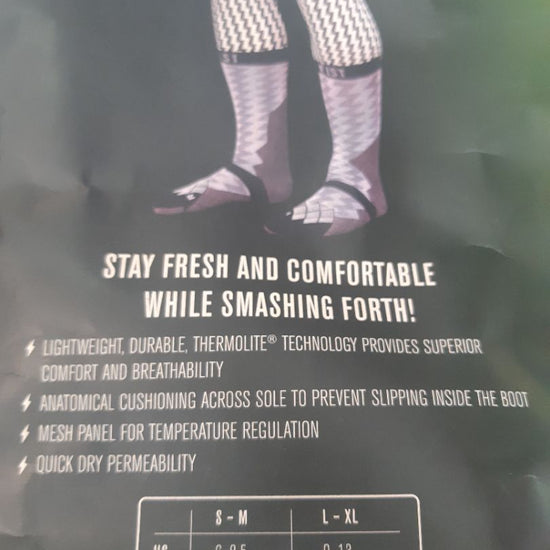 STAY FRESH AND COMFORTABLE
WHILE SMASHING FORTH!
LIGHTWEIGHT, DURABLE, THERMOLITE® TECHNOLOGY PROVIDES SUPERIOR
COMFORT AND BREATHABILITY
ANATOMICAL CUSHIONING ACROSS SOLE TO PREVENT SLIPPING INSIDE THE BOOT
MESH PANEL FOR TEMPERATURE REGULATION
QUICK DRY PERMEABILITY
S - M L - XL